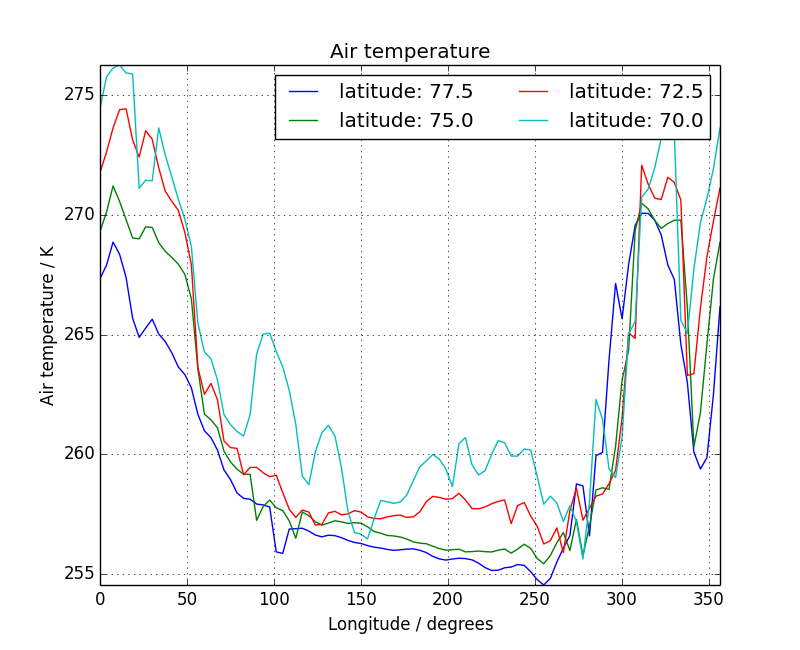 Air temperature
latitude: 77.5 latitude: 72.5
latitude: 75.0 latitude: 70.0
275
270
265
260
255
Air temperature / K
0 50 100 150 200 250 300 350
Longitude / degrees